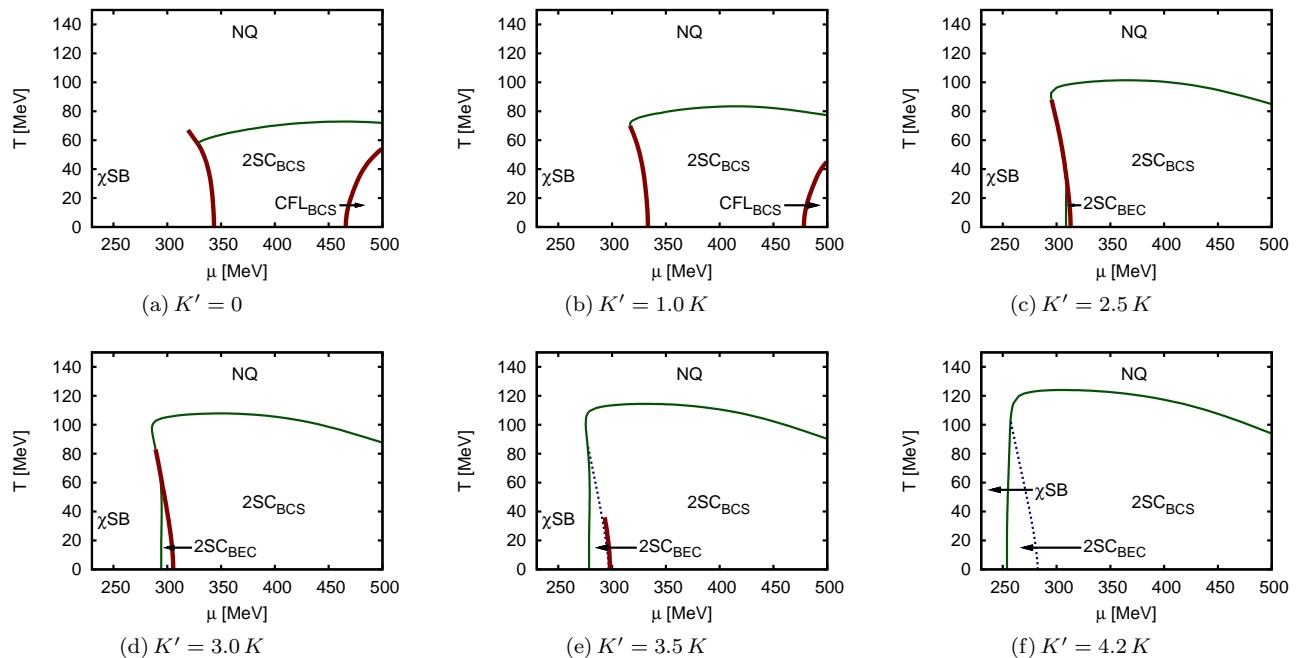 NQ
T [MeV]
140
120
100
80
60
40
20
0
χSB
2SC_BCS
CFL_BCS
250 300 350 400 450 500
μ [MeV]
(a) K′ = 0
NQ
T [MeV]
140
120
100
80
60
40
20
0
χSB
2SC_BCS
CFL_BCS
250 300 350 400 450 500
μ [MeV]
(b) K′ = 1.0 K
NQ
T [MeV]
140
120
100
80
60
40
20
0
χSB
2SC_BCS
2SC_BEC
250 300 350 400 450 500
μ [MeV]
(c) K′ = 2.5 K
NQ
T [MeV]
140
120
100
80
60
40
20
0
χSB
2SC_BCS
2SC_BEC
250 300 350 400 450 500
μ [MeV]
(d) K′ = 3.0 K
NQ
T [MeV]
140
120
100
80
60
40
20
0
χSB
2SC_BCS
2SC_BEC
250 300 350 400 450 500
μ [MeV]
(e) K′ = 3.5 K
NQ
T [MeV]
140
120
100
80
60
40
20
0
χSB
2SC_BCS
2SC_BEC
250 300 350 400 450 500
μ [MeV]
(f) K′ = 4.2 K